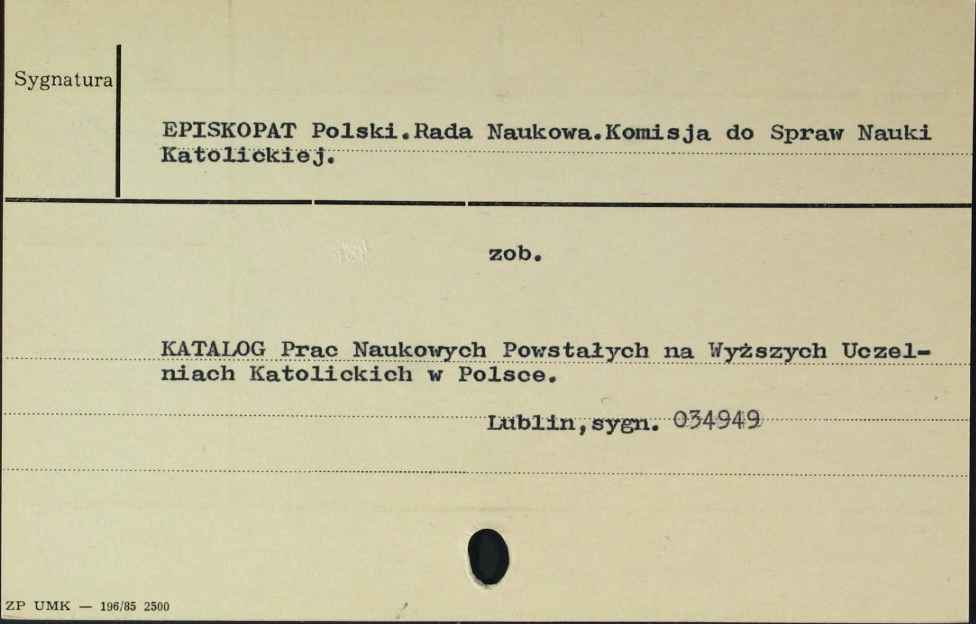 Sygnatura
EPISKOPAT Polski.Rada Naukowa.Komisja do Spraw Nauki
Katolickiej.
zob.
KATALOG Prac Naukowych Powstałych na Wyższych Uczel-
niach Katolickich w Polsce.
Lublin,sygn. 034949
ZP UMK — 196/85 2500